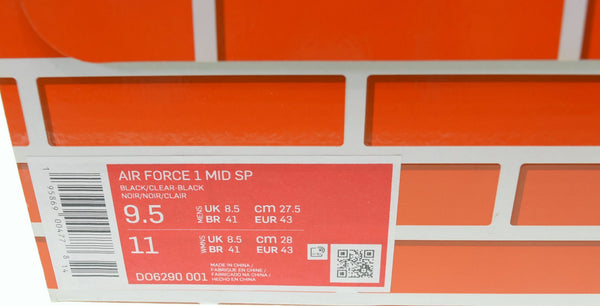 AIR FORCE 1 MID SP
BLACK/CLEAR-BLACK
NOIR/NOIR/CLAIR
9.5 MENS UK 8.5 cm 27.5
BR 41 EUR 43
11 WMNS UK 8.5 cm 28
BR 41 EUR 43
DO6290 001
MADE IN CHINA /
FABRIQUE EN CHINE /
FABRICADO NA CHINA /
HECHO EN CHINA